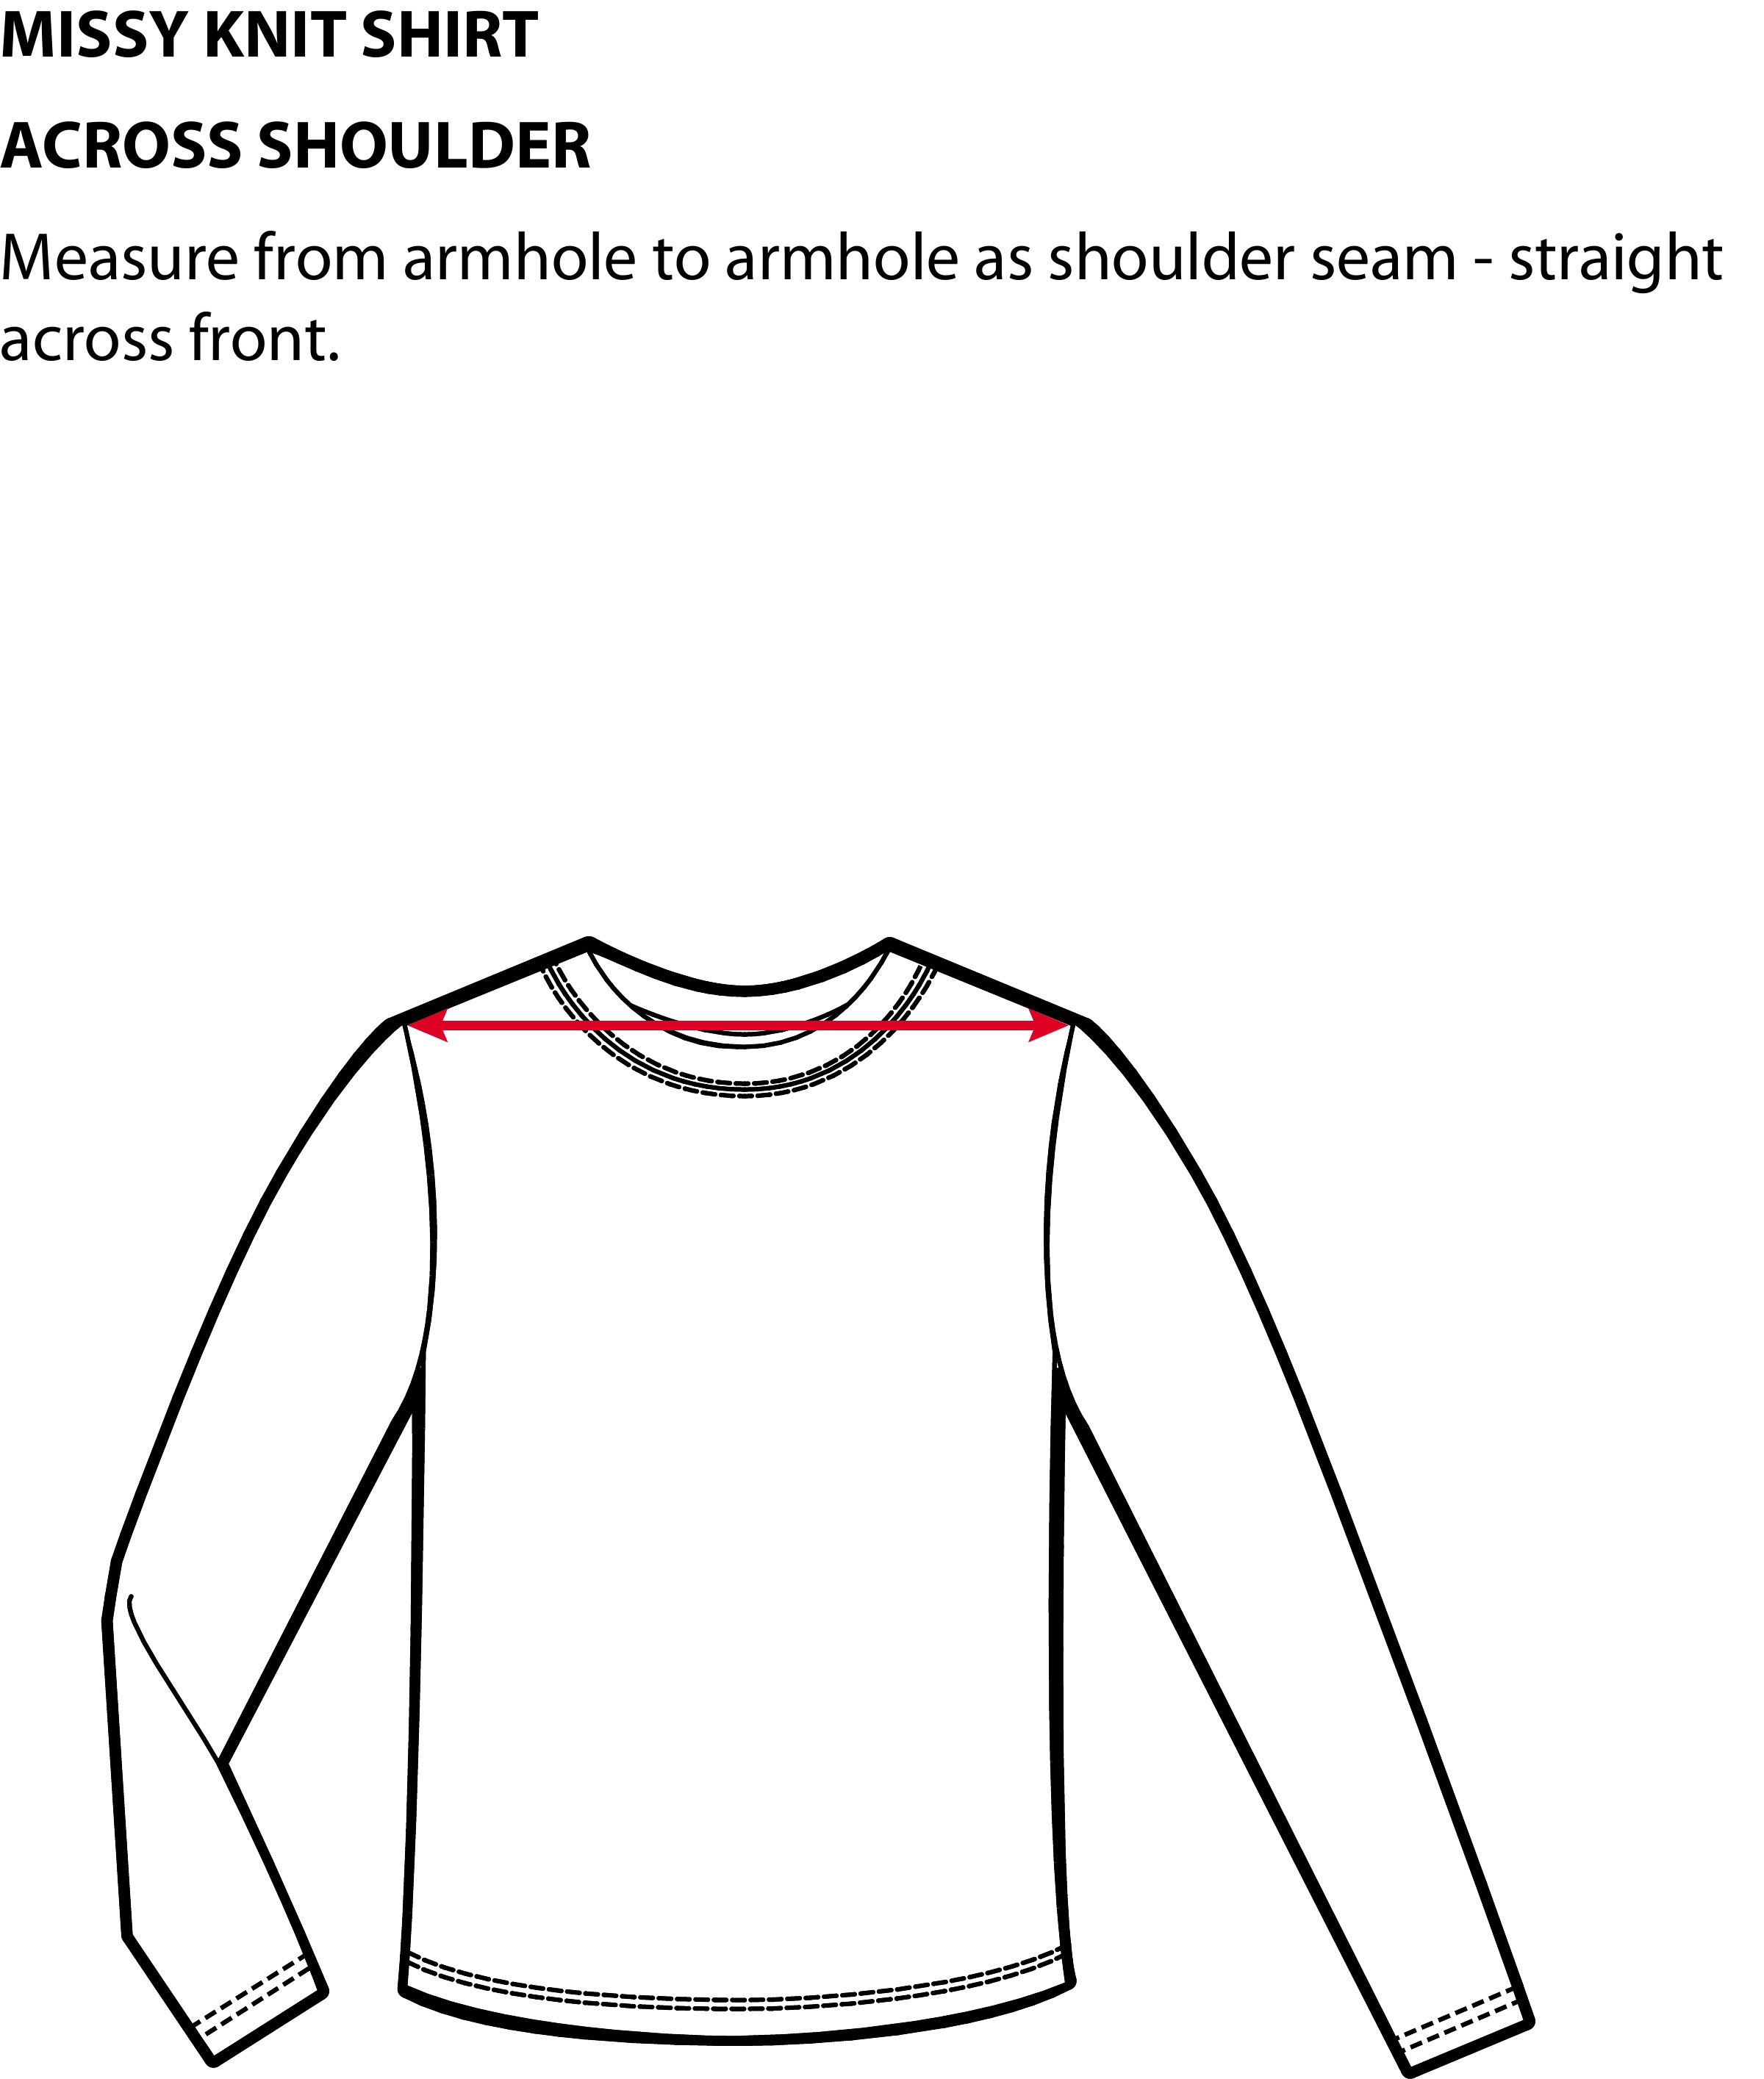 MISSY KNIT SHIRT
ACROSS SHOULDER
Measure from armhole to armhole as shoulder seam - straight
across front.